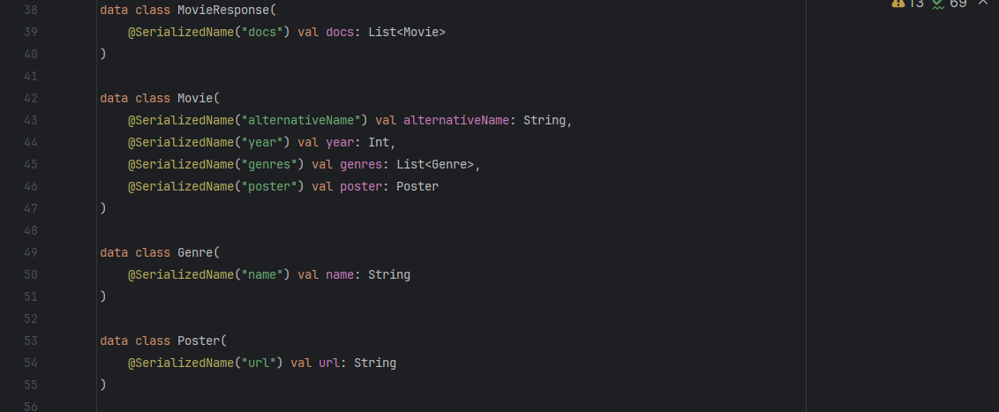 13 69
38 data class MovieResponse(
39 @SerializedName("docs") val docs: List<Movie>
40 )
41
42 data class Movie(
43 @SerializedName("alternativeName") val alternativeName: String,
44 @SerializedName("year") val year: Int,
45 @SerializedName("genres") val genres: List<Genre>,
46 @SerializedName("poster") val poster: Poster
47 )
48
49 data class Genre(
50 @SerializedName("name") val name: String
51 )
52
53 data class Poster(
54 @SerializedName("url") val url: String
55 )
56